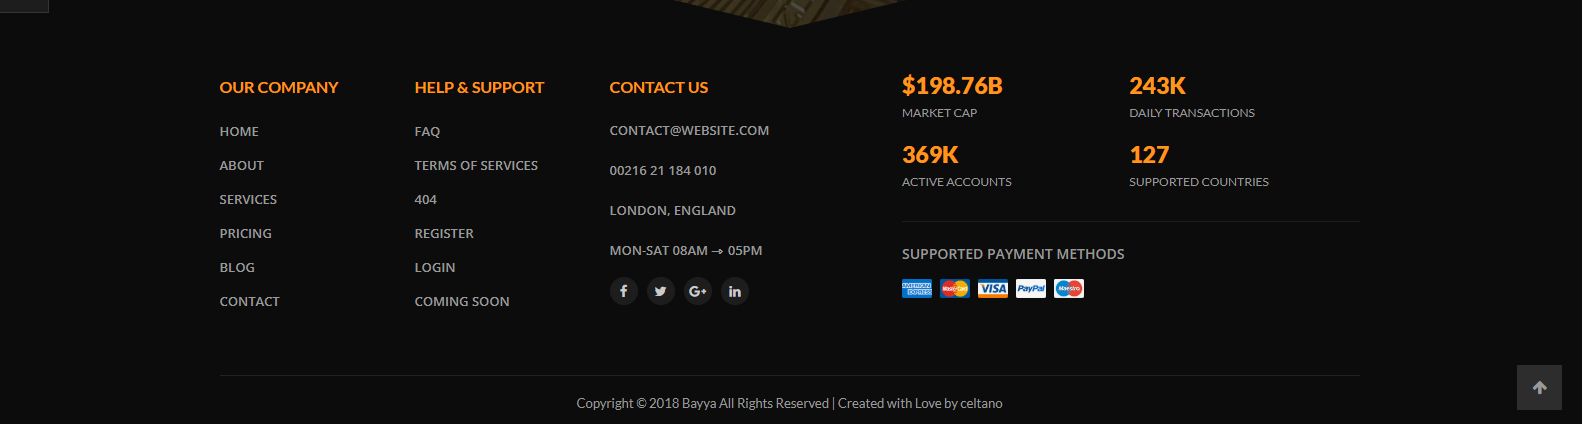 OUR COMPANY
HOME
ABOUT
SERVICES
PRICING
BLOG
CONTACT
HELP & SUPPORT
FAQ
TERMS OF SERVICES
404
REGISTER
LOGIN
COMING SOON
CONTACT US
CONTACT@WEBSITE.COM
00216 21 184 010
LONDON, ENGLAND
MON-SAT 08AM → 05PM
$198.76B
MARKET CAP
243K
DAILY TRANSACTIONS
369K
ACTIVE ACCOUNTS
127
SUPPORTED COUNTRIES
SUPPORTED PAYMENT METHODS
AMERICAN EXPRESS
MasterCard
VISA
PayPal
Maestro
Copyright © 2018 Bayya All Rights Reserved | Created with Love by celtano